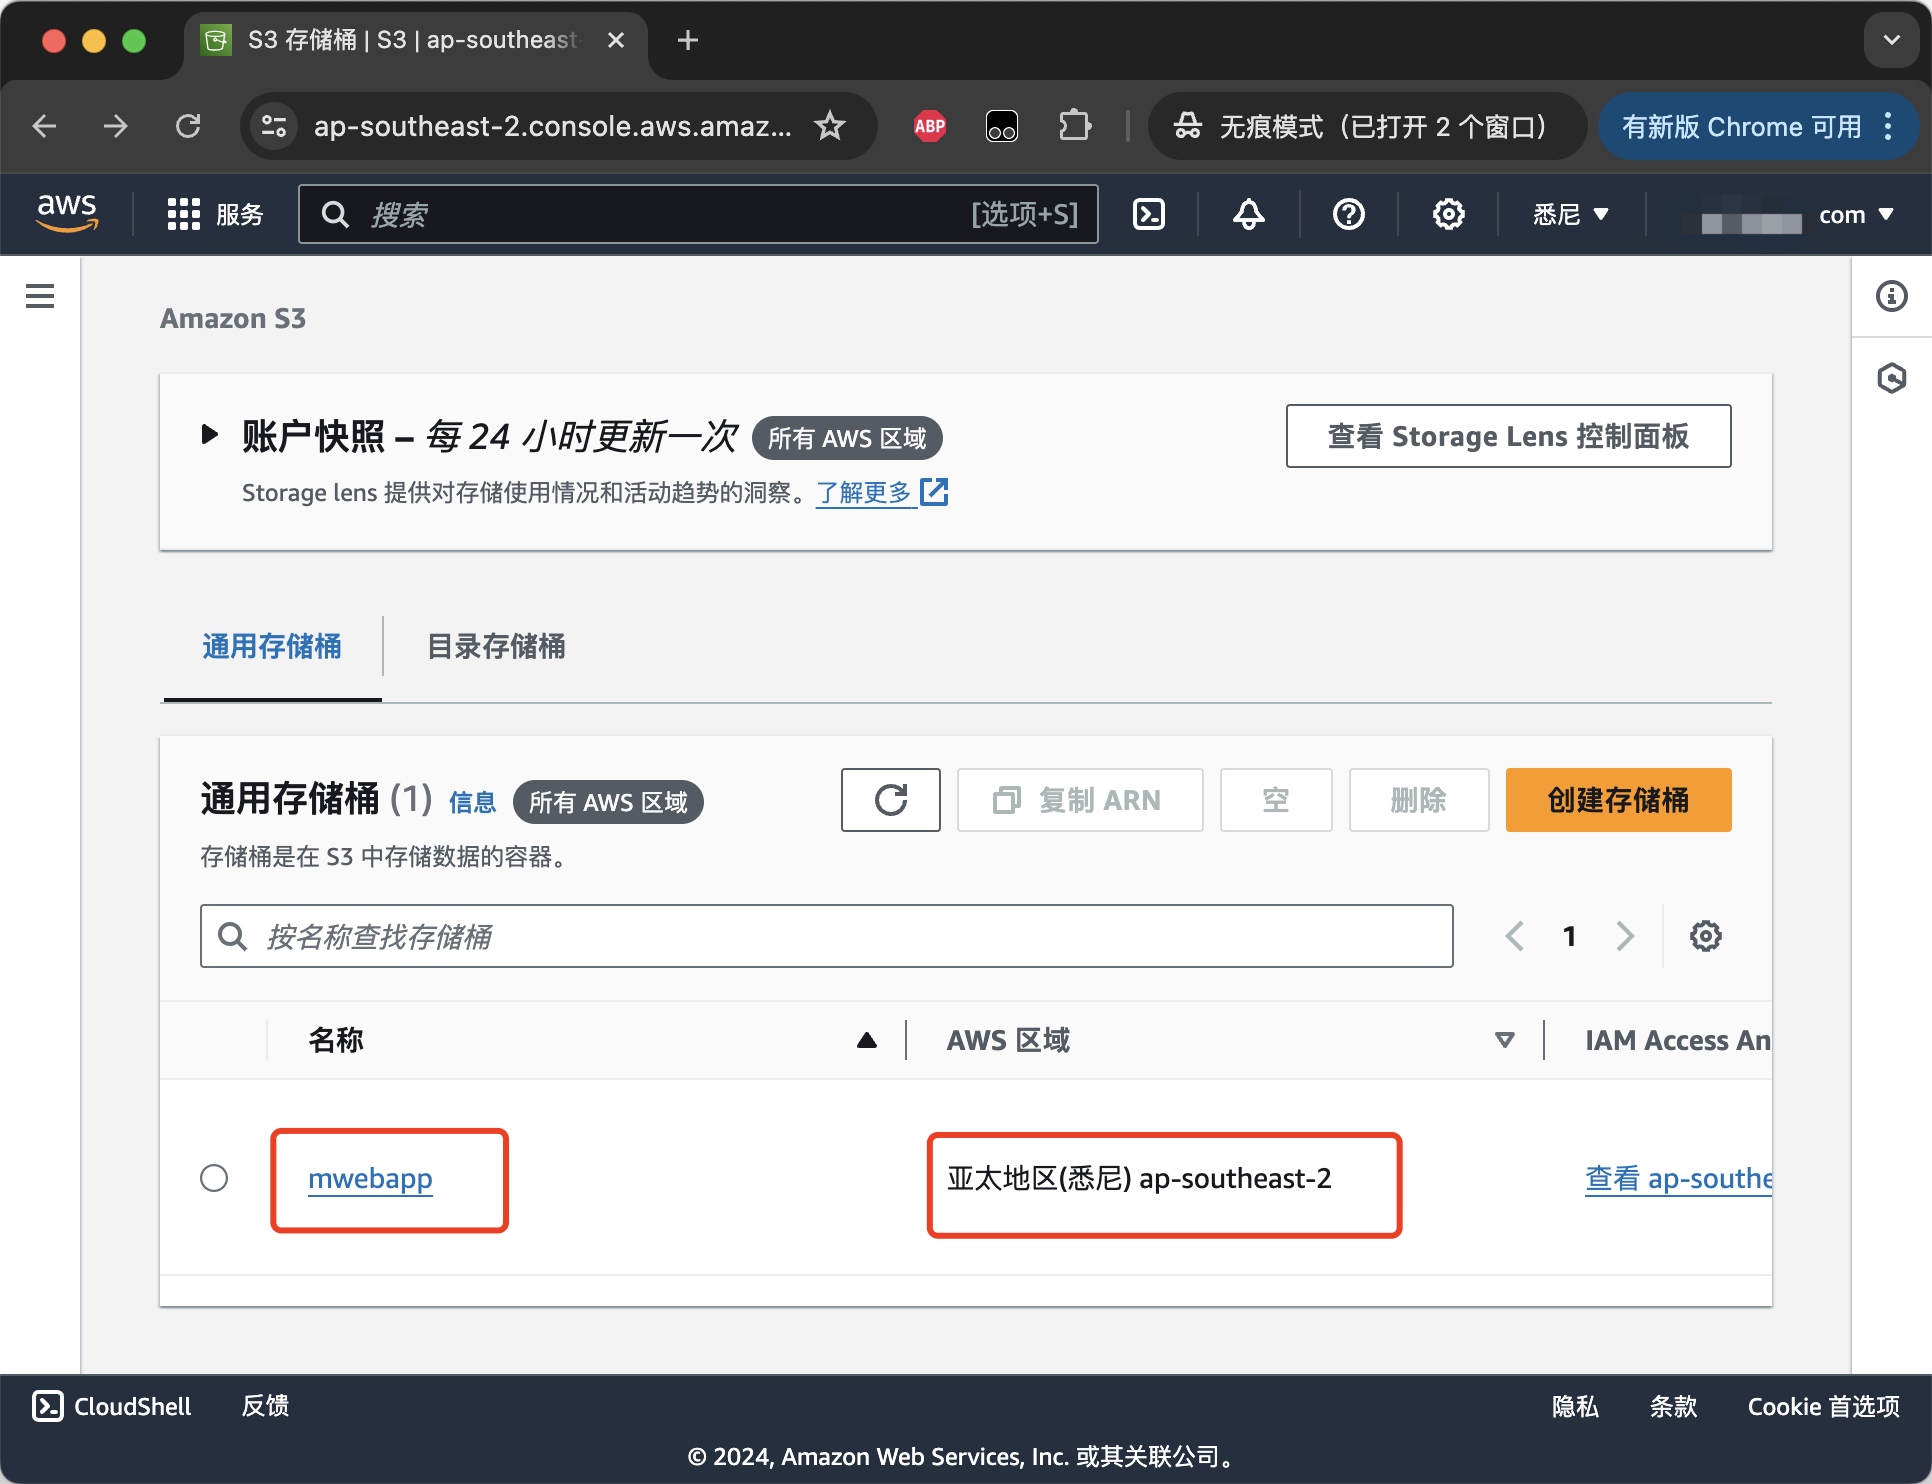 S3 存储桶 | S3 | ap-southeast-
ap-southeast-2.console.aws.amaz...
ABP
无痕模式（已打开 2 个窗口）
有新版 Chrome 可用
aws
服务
搜索
[选项+S]
悉尼
com
Amazon S3
账户快照 – 每 24 小时更新一次
所有 AWS 区域
查看 Storage Lens 控制面板
Storage lens 提供对存储使用情况和活动趋势的洞察。了解更多
通用存储桶
目录存储桶
通用存储桶 (1) 信息
所有 AWS 区域
复制 ARN
空
删除
创建存储桶
存储桶是在 S3 中存储数据的容器。
按名称查找存储桶
1
名称
AWS 区域
IAM Access An
mwebapp
亚太地区(悉尼) ap-southeast-2
查看 ap-southe
CloudShell
反馈
隐私
条款
Cookie 首选项
© 2024, Amazon Web Services, Inc. 或其关联公司。